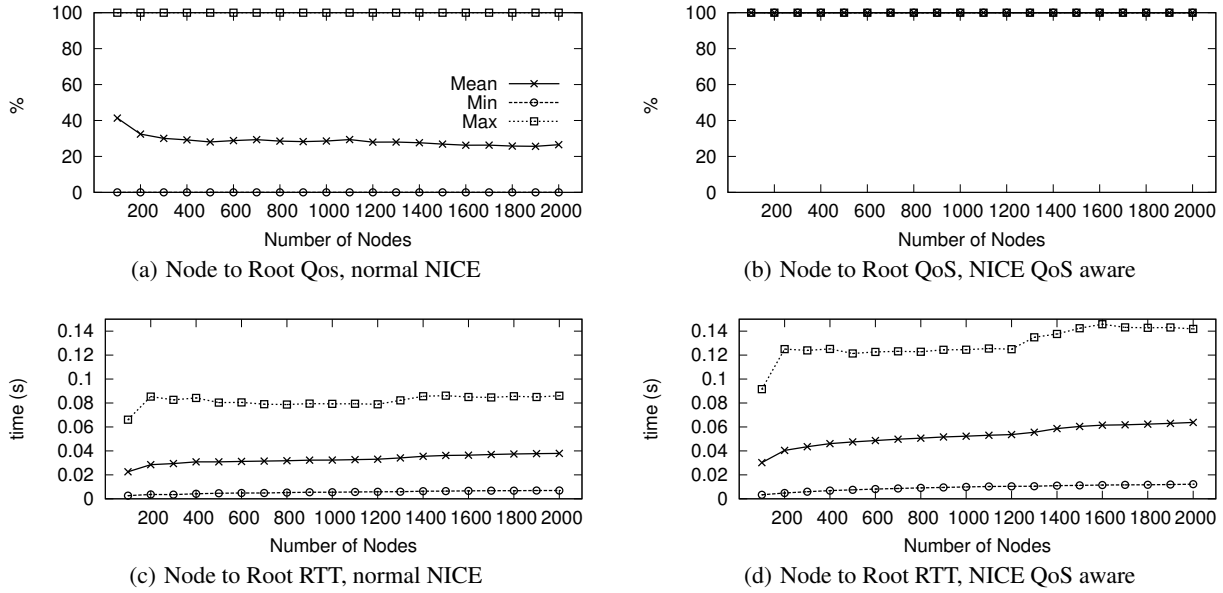 100
80
60
40
20
0
%
Mean
Min
Max
200 400 600 800 1000 1200 1400 1600 1800 2000
Number of Nodes
(a) Node to Root Qos, normal NICE
100
80
60
40
20
0
%
200 400 600 800 1000 1200 1400 1600 1800 2000
Number of Nodes
(b) Node to Root QoS, NICE QoS aware
0.14
0.12
0.1
0.08
0.06
0.04
0.02
0
time (s)
200 400 600 800 1000 1200 1400 1600 1800 2000
Number of Nodes
(c) Node to Root RTT, normal NICE
0.14
0.12
0.1
0.08
0.06
0.04
0.02
0
time (s)
200 400 600 800 1000 1200 1400 1600 1800 2000
Number of Nodes
(d) Node to Root RTT, NICE QoS aware